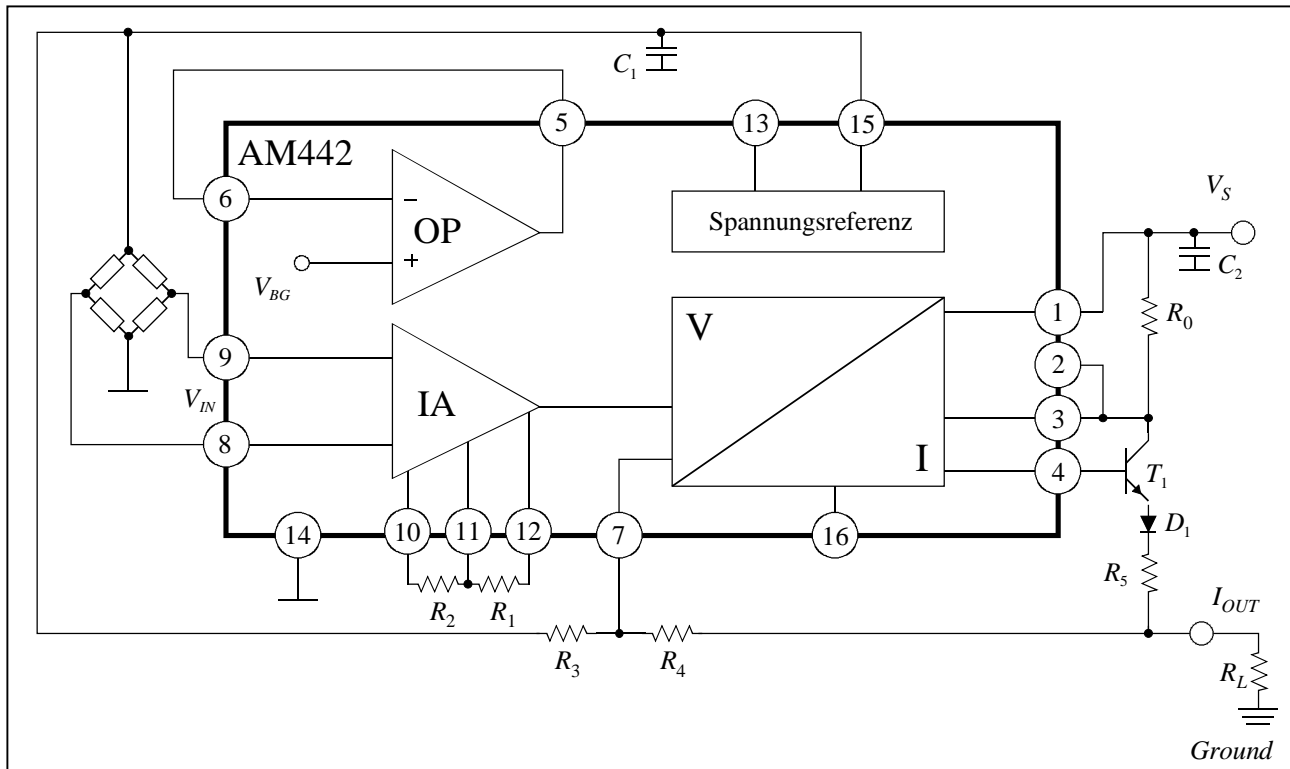 C1
5
13
15
AM442
6
−
OP
+
VBG
Spannungsreferenz
VS
C2
1
V
R0
2
9
VIN
IA
3
8
I
4
T1
14
10
11
12
7
16
D1
R2
R1
R5
IOUT
R3
R4
RL
Ground